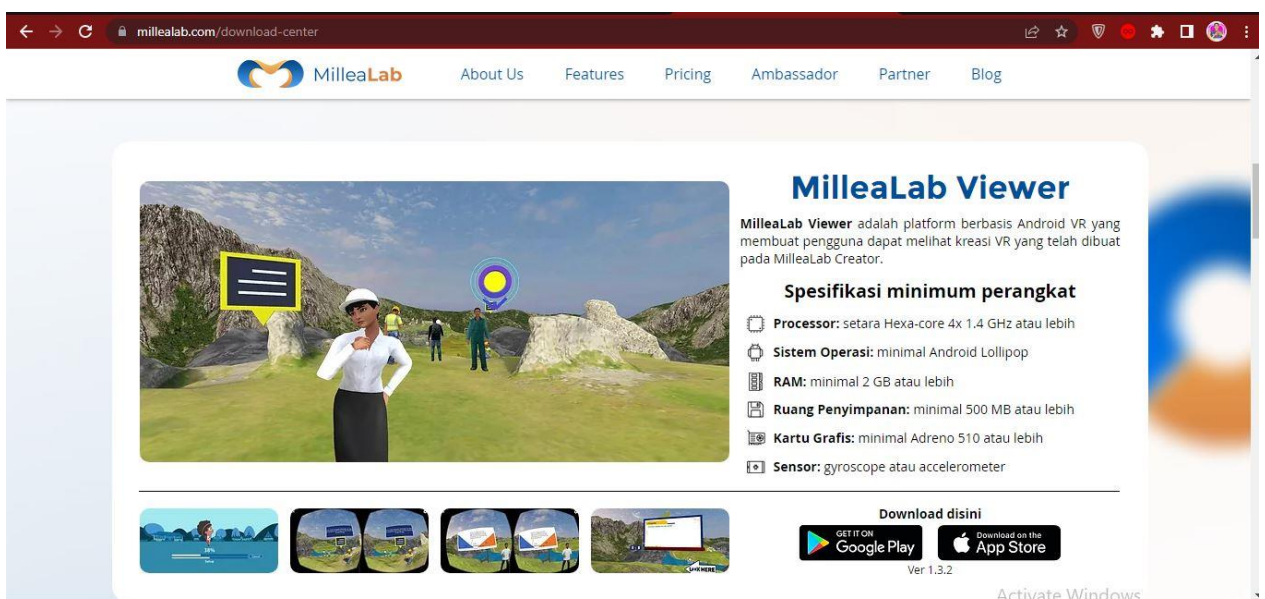 millealab.com/download-center
MilleaLab
About Us
Features
Pricing
Ambassador
Partner
Blog
MilleaLab Viewer
MilleaLab Viewer adalah platform berbasis Android VR yang
membuat pengguna dapat melihat kreasi VR yang telah dibuat
pada MilleaLab Creator.
Spesifikasi minimum perangkat
Processor: setara Hexa-core 4x 1.4 GHz atau lebih
Sistem Operasi: minimal Android Lollipop
RAM: minimal 2 GB atau lebih
Ruang Penyimpanan: minimal 500 MB atau lebih
Kartu Grafis: minimal Adreno 510 atau lebih
Sensor: gyroscope atau accelerometer
38%
CLICK HERE
Download disini
GET IT ON
Google Play
Download on the
App Store
Ver 1.3.2
Activate Windows